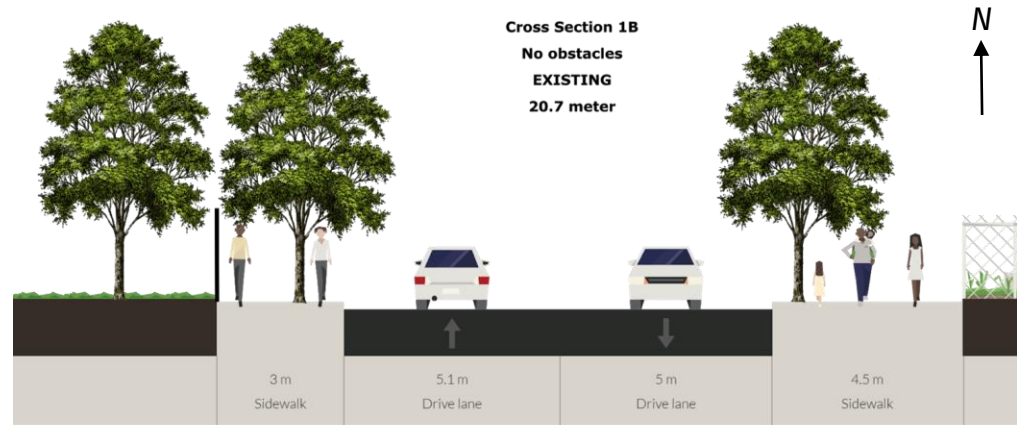 Cross Section 1B
No obstacles
EXISTING
20.7 meter
N
3 m
Sidewalk
5.1 m
Drive lane
5 m
Drive lane
4.5 m
Sidewalk